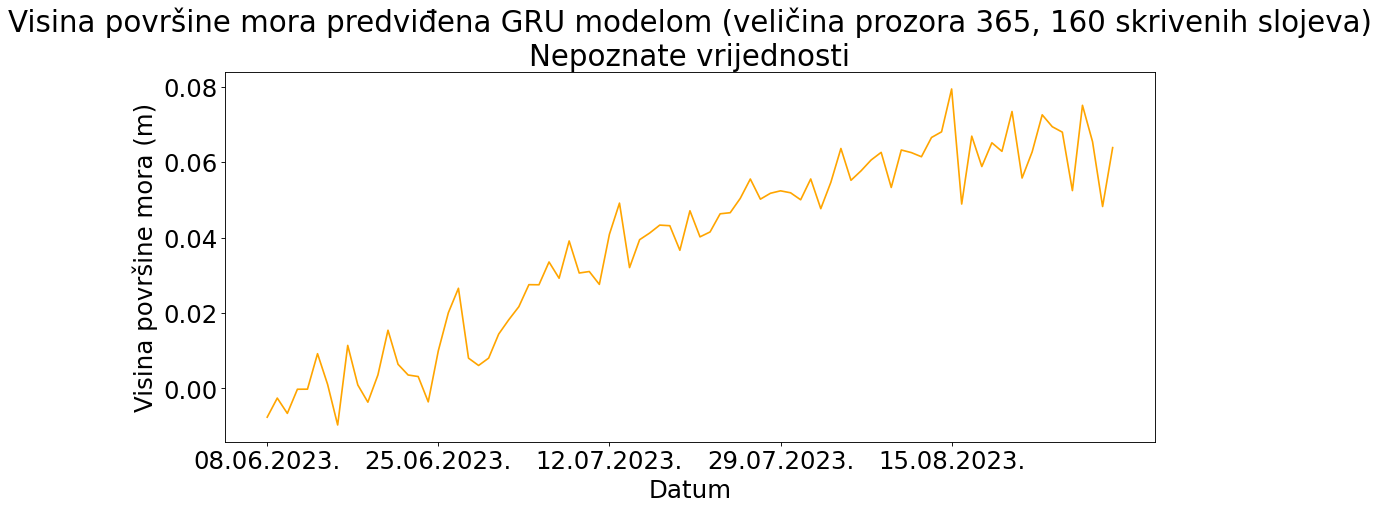 Visina površine mora predviđena GRU modelom (veličina prozora 365, 160 skrivenih slojeva)
Nepoznate vrijednosti
Visina površine mora (m)
0.08
0.06
0.04
0.02
0.00
08.06.2023. 25.06.2023. 12.07.2023. 29.07.2023. 15.08.2023.
Datum